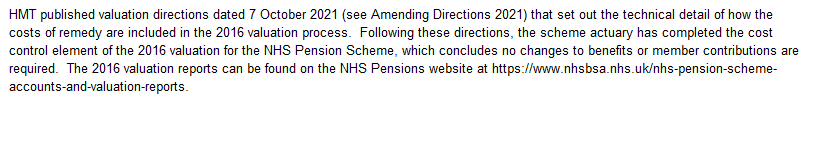 HMT published valuation directions dated 7 October 2021 (see Amending Directions 2021) that set out the technical detail of how the
costs of remedy are included in the 2016 valuation process.  Following these directions, the scheme actuary has completed the cost
control element of the 2016 valuation for the NHS Pension Scheme, which concludes no changes to benefits or member contributions are
required.  The 2016 valuation reports can be found on the NHS Pensions website at https://www.nhsbsa.nhs.uk/nhs-pension-scheme-
accounts-and-valuation-reports.